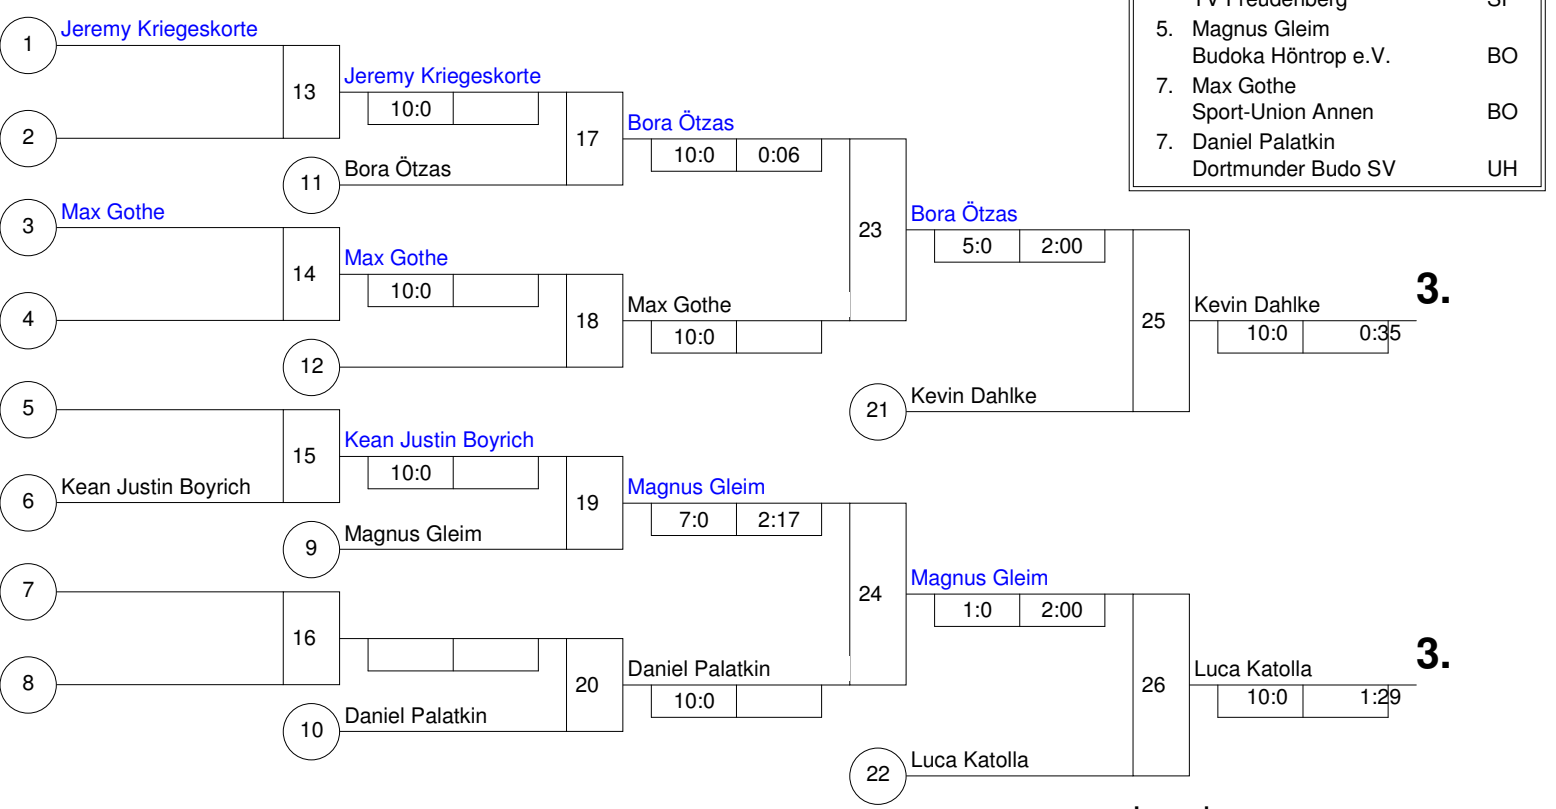 TV Freudenberg SI
5. Magnus Gleim
Budoka Höntrop e.V. BO
7. Max Gothe
Sport-Union Annen BO
7. Daniel Palatkin
Dortmunder Budo SV UH
1 Jeremy Kriegeskorte
13
Jeremy Kriegeskorte
10:0
2
17
Bora Ötzas
10:0 0:06
11 Bora Ötzas
3 Max Gothe
23
Bora Ötzas
5:0 2:00
14
Max Gothe
10:0
4
18
Max Gothe
10:0
12
25
Kevin Dahlke
10:0 0:35
3.
5
21 Kevin Dahlke
15
Kean Justin Boyrich
10:0
6 Kean Justin Boyrich
19
Magnus Gleim
7:0 2:17
9 Magnus Gleim
7
24
Magnus Gleim
1:0 2:00
16
8
20
Daniel Palatkin
10:0
10 Daniel Palatkin
26
Luca Katolla
10:0 1:29
3.
22 Luca Katolla